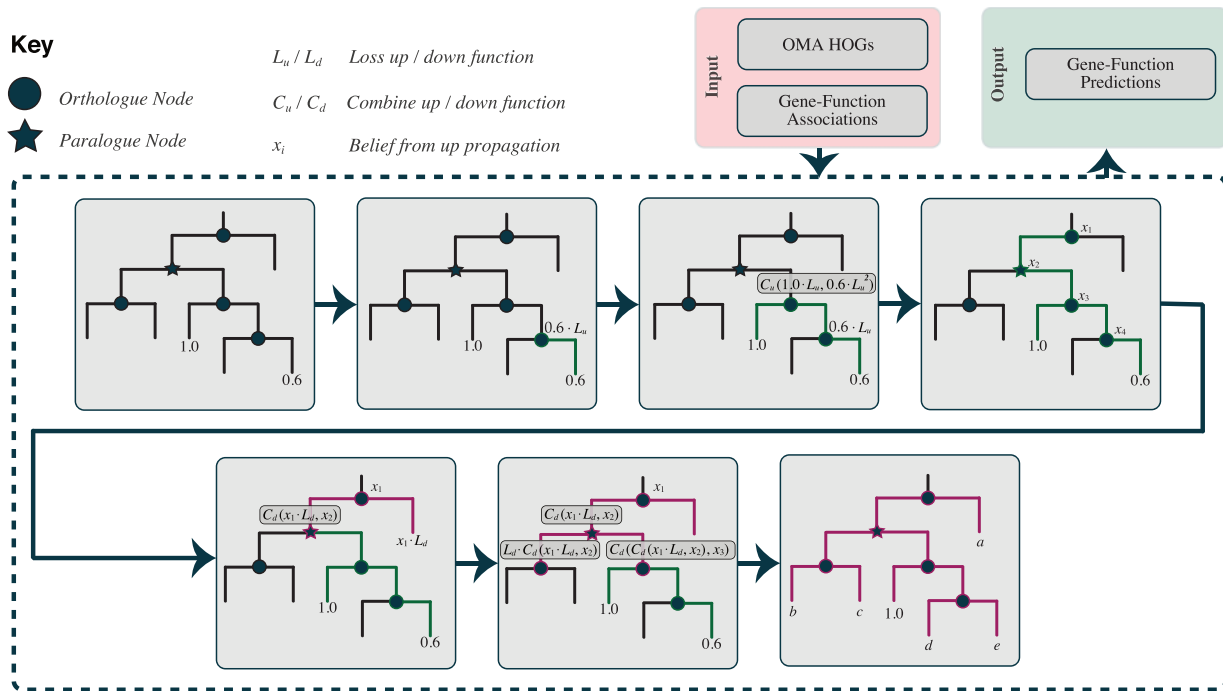 Key
Orthologue Node
Paralogue Node
L_u / L_d Loss up / down function
C_u / C_d Combine up / down function
x_i Belief from up propagation
Input
OMA HOGs
Gene-Function
Associations
Output
Gene-Function
Predictions
1.0
0.6
0.6 · L_u
1.0
0.6
C_u(1.0·L_u, 0.6·L_u^2)
0.6 · L_u
1.0
0.6
x_1
x_2
x_3
x_4
1.0
0.6
x_1
C_d(x_1·L_d, x_2)
x_1·L_d
1.0
0.6
x_1
C_d(x_1·L_d, x_2)
L_d·C_d(x_1·L_d, x_2)
C_d(C_d(x_1·L_d, x_2), x_3)
1.0
0.6
a
b
c
1.0
d
e